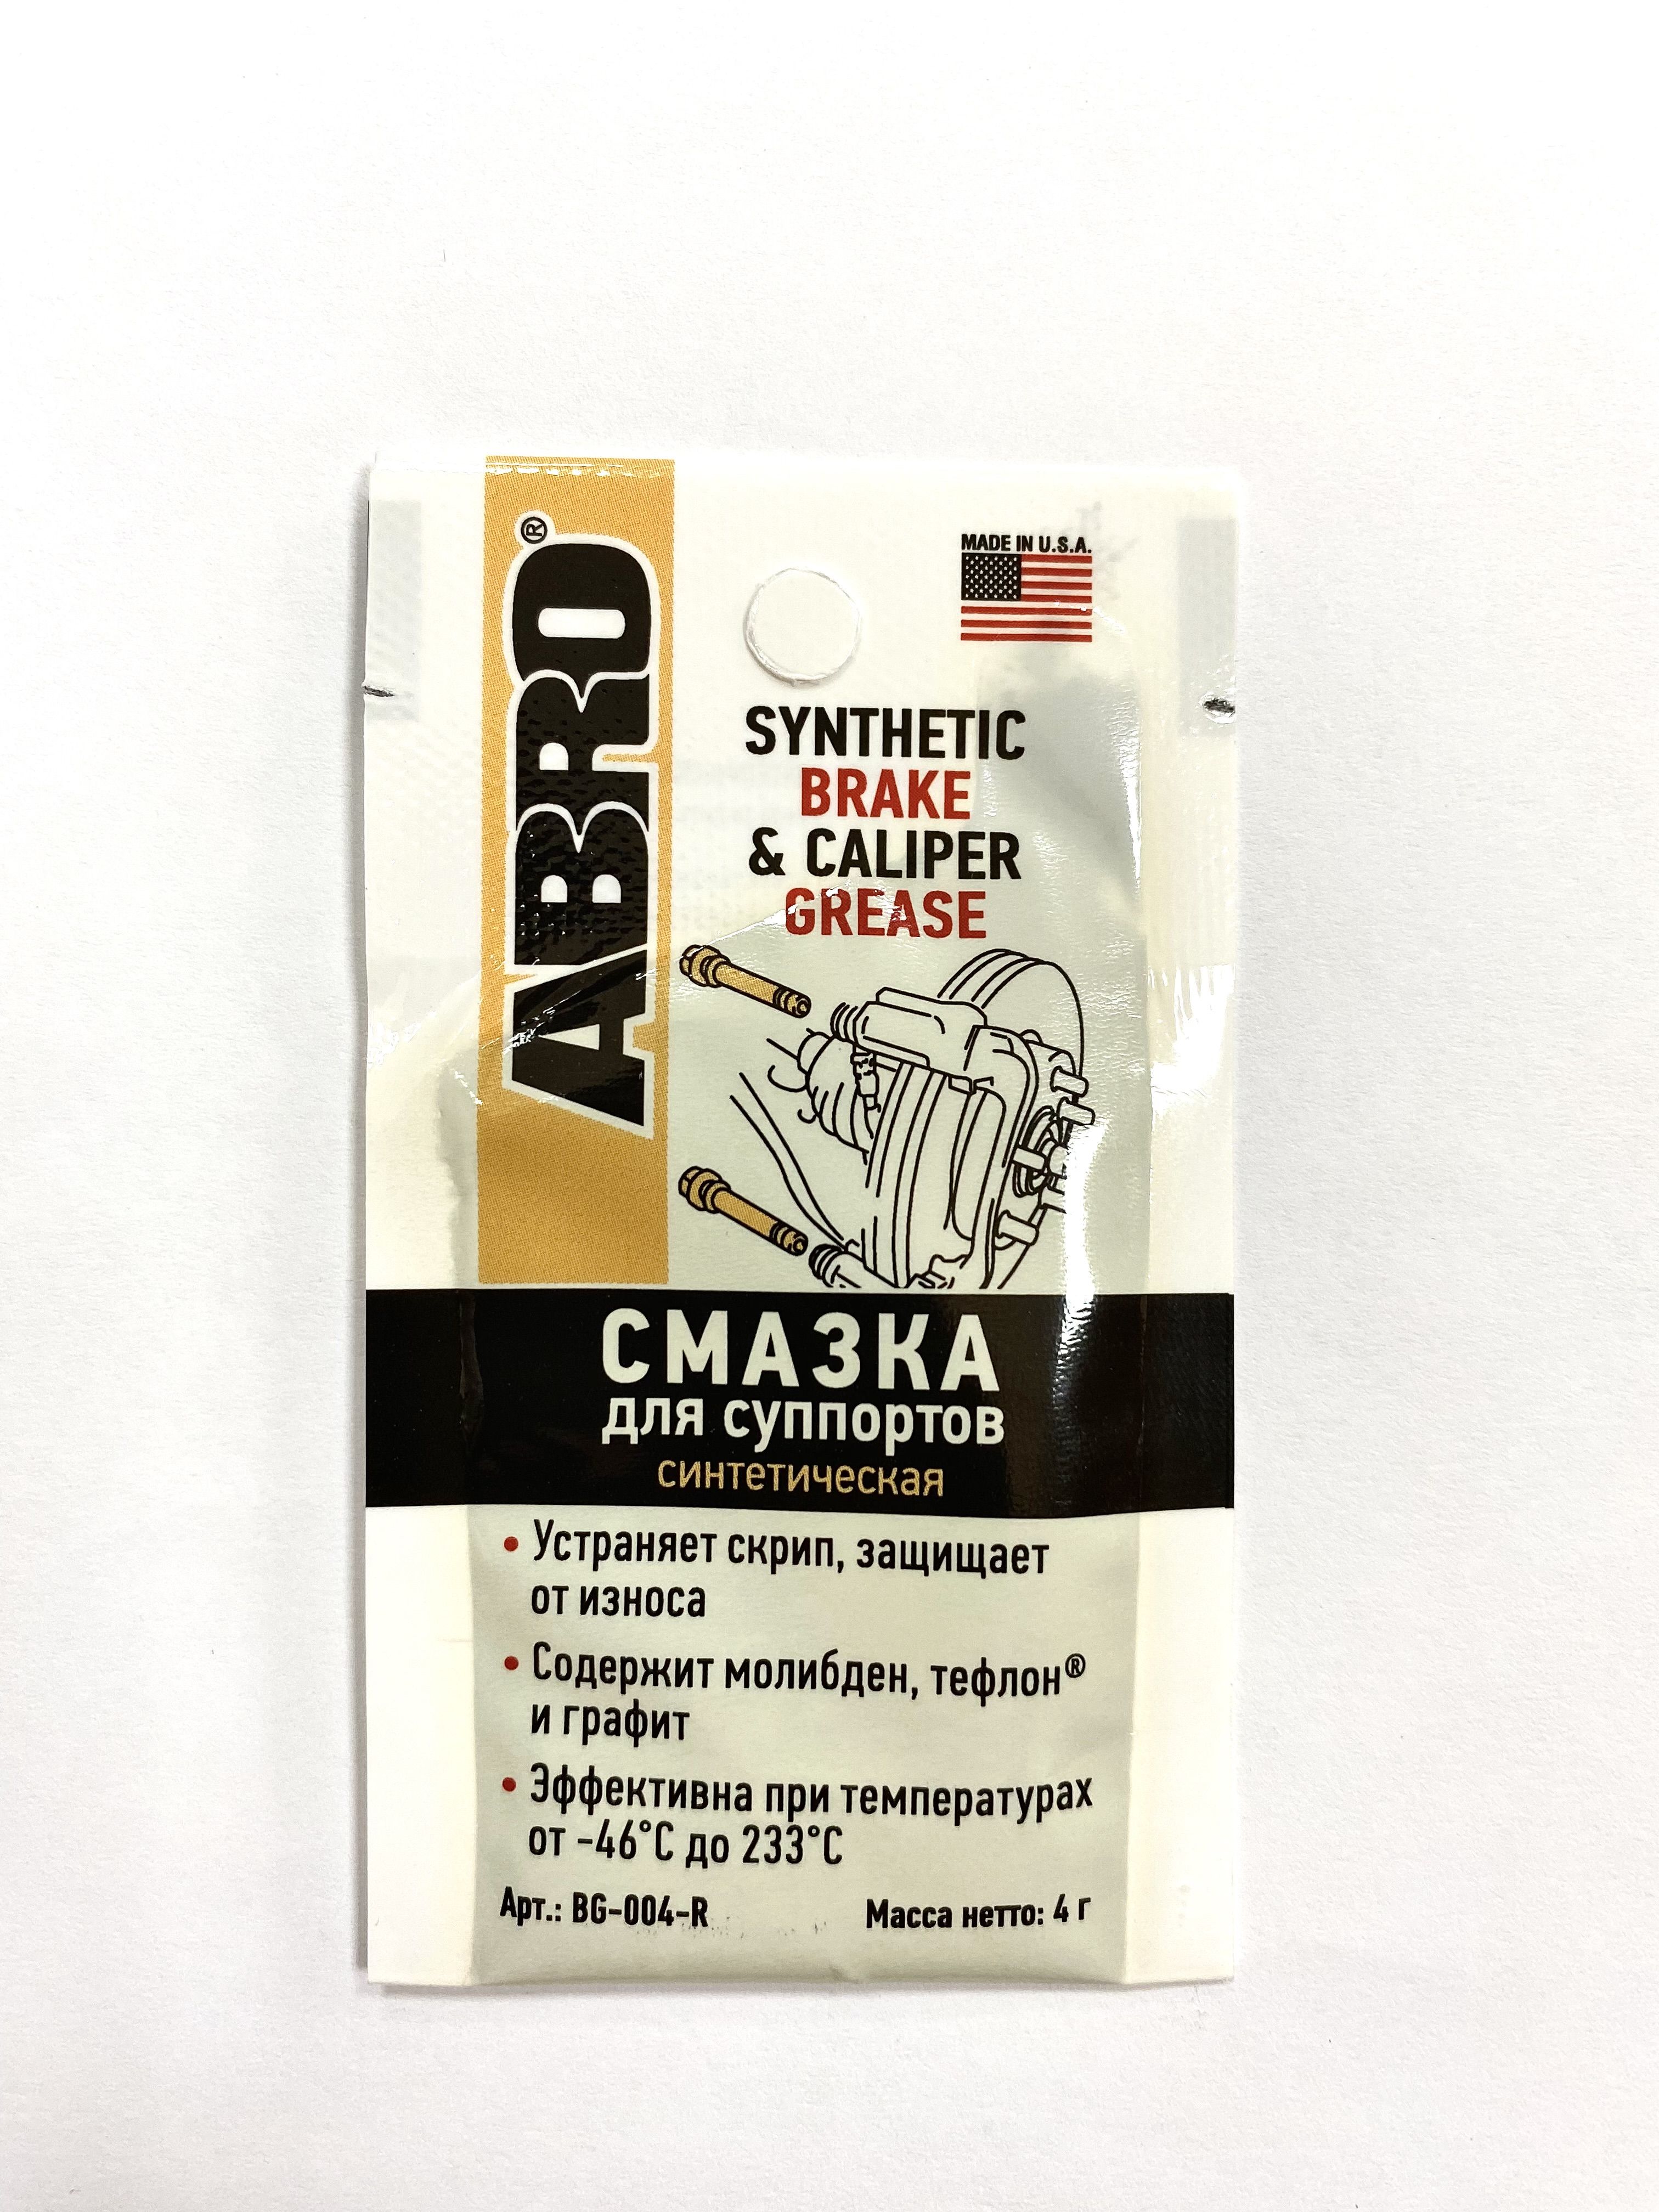 ABRO®
MADE IN U.S.A.
SYNTHETIC
BRAKE
& CALIPER
GREASE
СМАЗКА
для суппортов
синтетическая
• Устраняет скрип, защищает
от износа
• Содержит молибден, тефлон®
и графит
• Эффективна при температурах
от -46°C до 233°C
Арт.: BG-004-R Масса нетто: 4 г